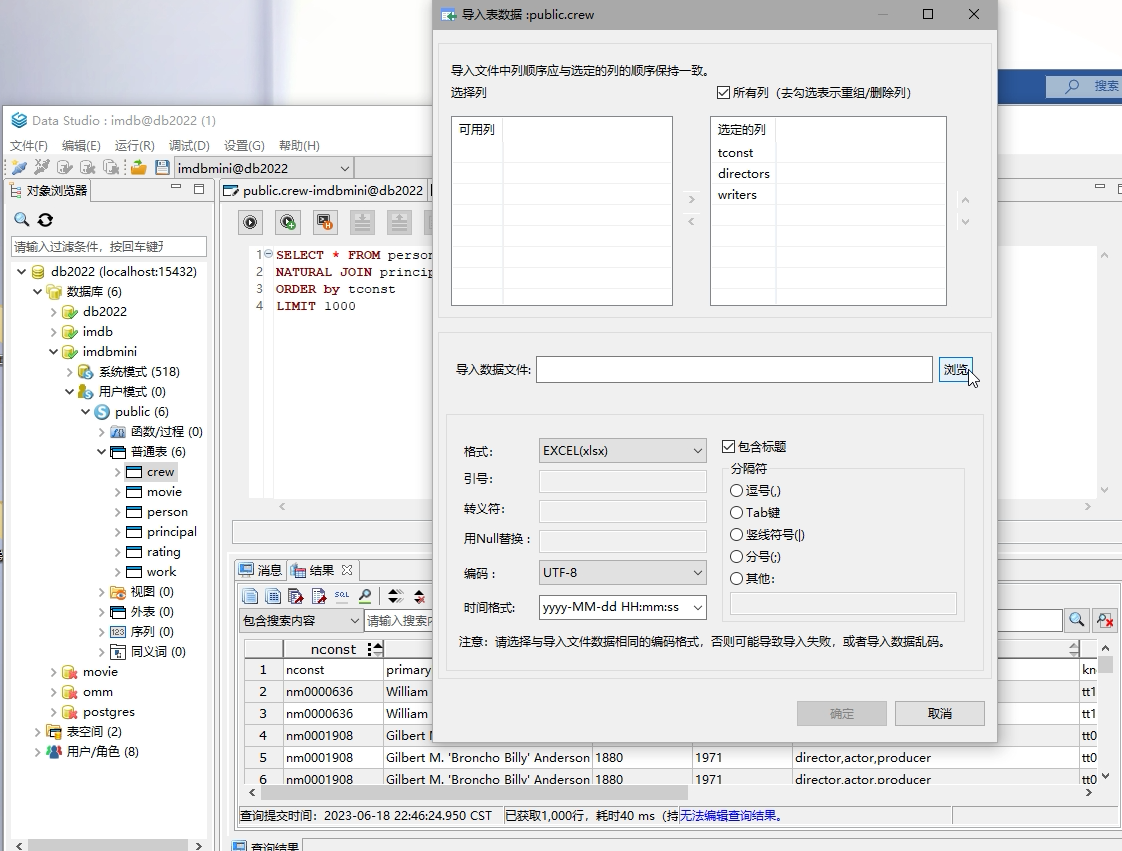 导入表数据 :public.crew
导入文件中列顺序应与选定的列的顺序保持一致。
选择列
所有列（去勾选表示重组/删除列）
可用列
选定的列
tconst
directors
writers
导入数据文件:
浏览
格式:
EXCEL(xlsx)
引号:
转义符:
用Null替换 :
编码 :
UTF-8
时间格式:
yyyy-MM-dd HH:mm:ss
包含标题
分隔符
逗号(,)
Tab键
竖线符号(|)
分号(;)
其他:
注意：请选择与导入文件数据相同的编码格式，否则可能导致导入失败，或者导入数据乱码。
确定
取消
搜索
Data Studio : imdb@db2022 (1)
文件(F) 编辑(E) 运行(R) 调试(D) 设置(G) 帮助(H)
imdbmini@db2022
对象浏览器
请输入过滤条件，按回车键
db2022 (localhost:15432)
数据库 (6)
db2022
imdb
imdbmini
系统模式 (518)
用户模式 (0)
public (6)
函数/过程 (0)
普通表 (6)
crew
movie
person
principal
rating
work
视图 (0)
外表 (0)
序列 (0)
同义词 (0)
movie
omm
postgres
表空间 (2)
用户/角色 (8)
public.crew-imdbmini@db2022
1 SELECT * FROM person
2 NATURAL JOIN princip
3 ORDER by tconst
4 LIMIT 1000
消息 结果
SQL
包含搜索内容 请输入搜索内
nconst
1 nconst primary kn
2 nm0000636 William tt1
3 nm0000636 William tt1
4 nm0001908 Gilbert M tt0
5 nm0001908 Gilbert M. 'Broncho Billy' Anderson 1880 1971 director,actor,producer tt0
6 nm0001908 Gilbert M. 'Broncho Billy' Anderson 1880 1971 director,actor,producer tt0
查询提交时间：2023-06-18 22:46:24.950 CST 已获取1,000行，耗时40 ms（持 无法编辑查询结果。
查询结果